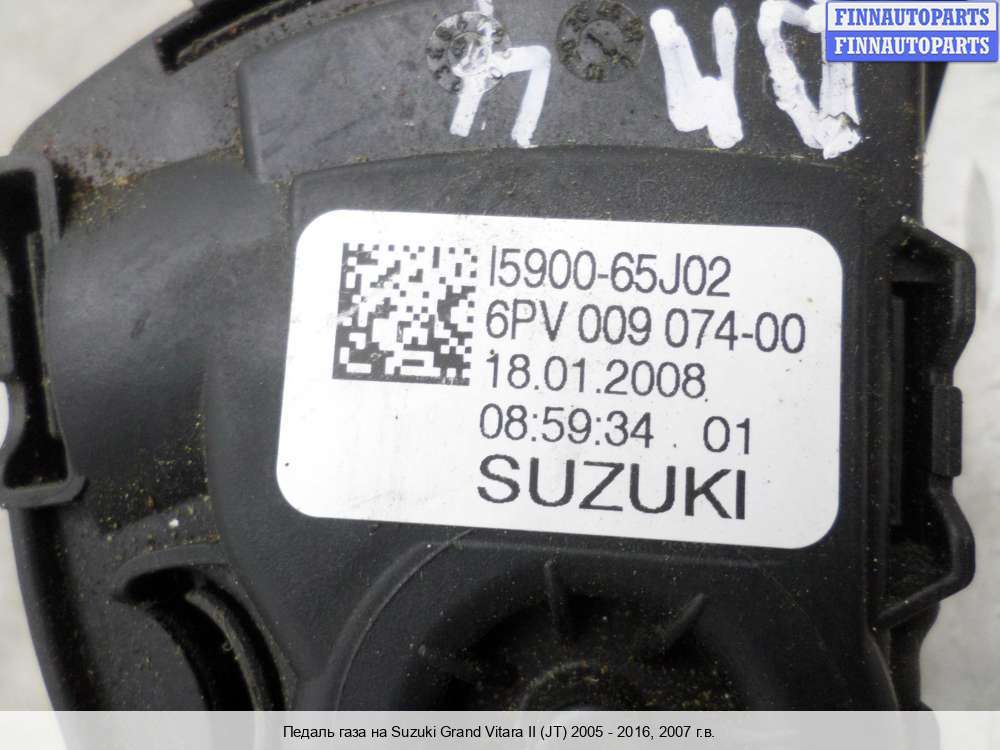 FINNAUTOPARTS
FINNAUTOPARTS
I5900-65J02
6PV 009 074-00
18.01.2008
08:59:34 01
SUZUKI
Педаль газа на Suzuki Grand Vitara II (JT) 2005 - 2016, 2007 г.в.